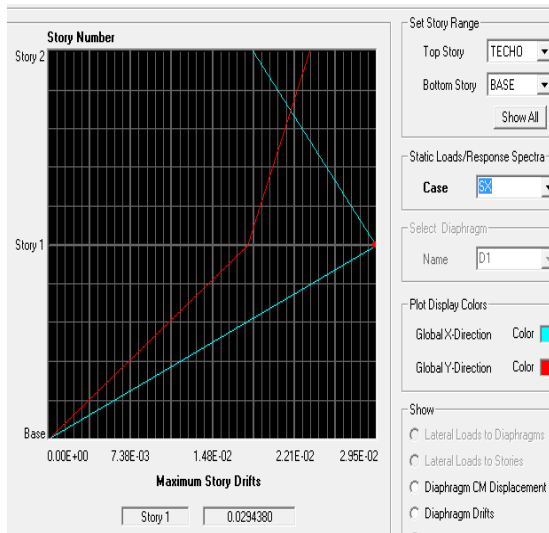 Story Number
Story 2
Story 1
Base
0.00E+00 7.38E-03 1.48E-02 2.21E-02 2.95E-02
Maximum Story Drifts
Story 1 0.0294380
Set Story Range
Top Story TECHO
Bottom Story BASE
Show All
Static Loads/Response Spectra
Case SX
Select Diaphragm
Name D1
Plot Display Colors
Global X-Direction Color
Global Y-Direction Color
Show
Lateral Loads to Diaphragms
Lateral Loads to Stories
Diaphragm CM Displacement
Diaphragm Drifts